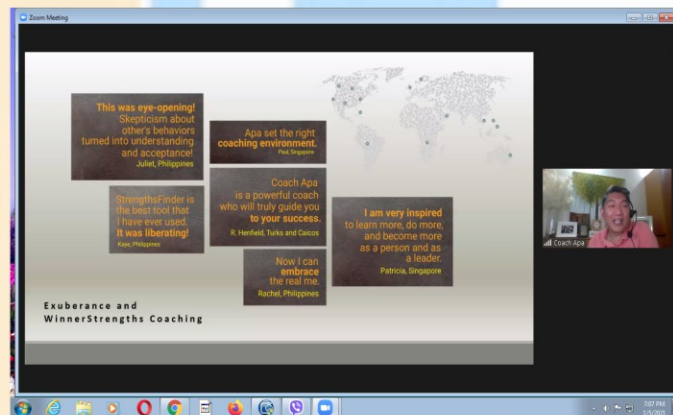 Zoom Meeting
This was eye-opening!
Skepticism about
other's behaviors
turned into understanding
and acceptance!
Juliet, Philippines
Apa set the right
coaching environment.
Paul, Singapore
StrengthsFinder is
the best tool that
I have ever used.
It was liberating!
Kaye, Philippines
Coach Apa
is a powerful coach
who will truly guide you
to your success.
R. Henfield, Turks and Caicos
I am very inspired
to learn more, do more,
and become more
as a person and as
a leader.
Patricia, Singapore
Now I can
embrace
the real me.
Rachel, Philippines
Exuberance and
WinnerStrengths Coaching
Coach Apa
7:07 PM
1/5/2021